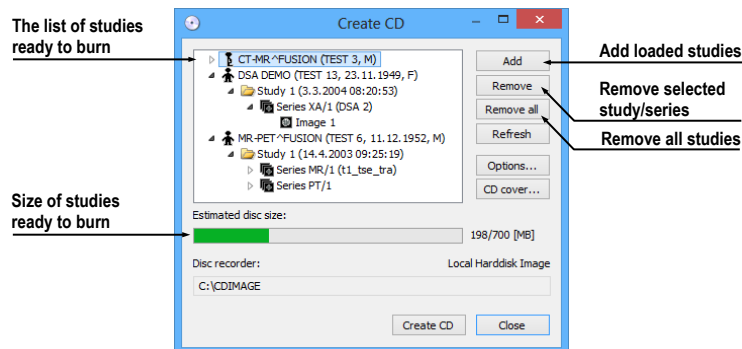 Create CD
The list of studies
ready to burn
CT-MR^FUSION (TEST 3, M)
DSA DEMO (TEST 13, 23.11.1949, F)
Study 1 (3.3.2004 08:20:53)
Series XA/1 (DSA 2)
Image 1
MR-PET^FUSION (TEST 6, 11.12.1952, M)
Study 1 (14.4.2003 09:25:19)
Series MR/1 (t1_tse_tra)
Series PT/1
Add
Remove
Remove all
Refresh
Options...
CD cover...
Add loaded studies
Remove selected
study/series
Remove all studies
Size of studies
ready to burn
Estimated disc size:
198/700 [MB]
Disc recorder:
Local Harddisk Image
C:\CDIMAGE
Create CD
Close